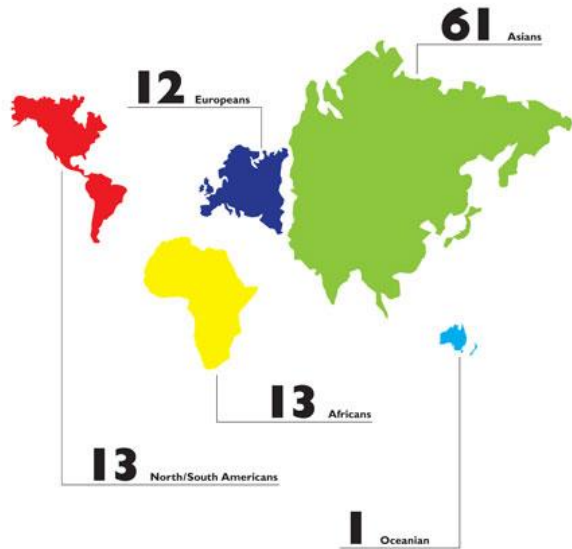 61 Asians
12 Europeans
13 Africans
13 North/South Americans
1 Oceanian